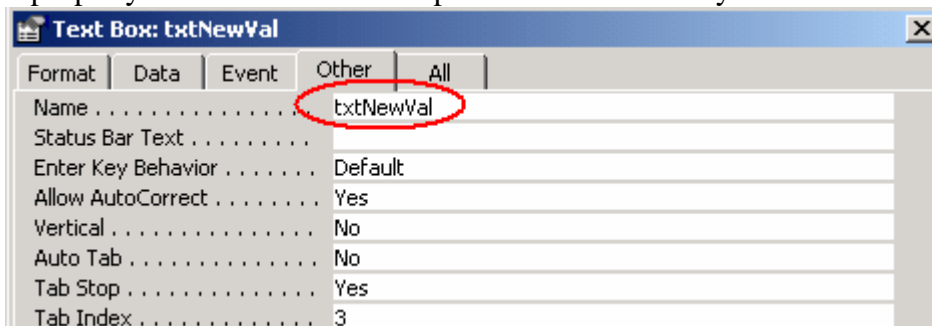 Text Box: txtNewVal
Format Data Event Other All
Name . . . . . . . . . . . . . . . . txtNewVal
Status Bar Text . . . . . . . . .
Enter Key Behavior . . . . . . . Default
Allow AutoCorrect . . . . . . . . Yes
Vertical . . . . . . . . . . . . . . . No
Auto Tab . . . . . . . . . . . . . . No
Tab Stop . . . . . . . . . . . . . . Yes
Tab Index . . . . . . . . . . . . . 3